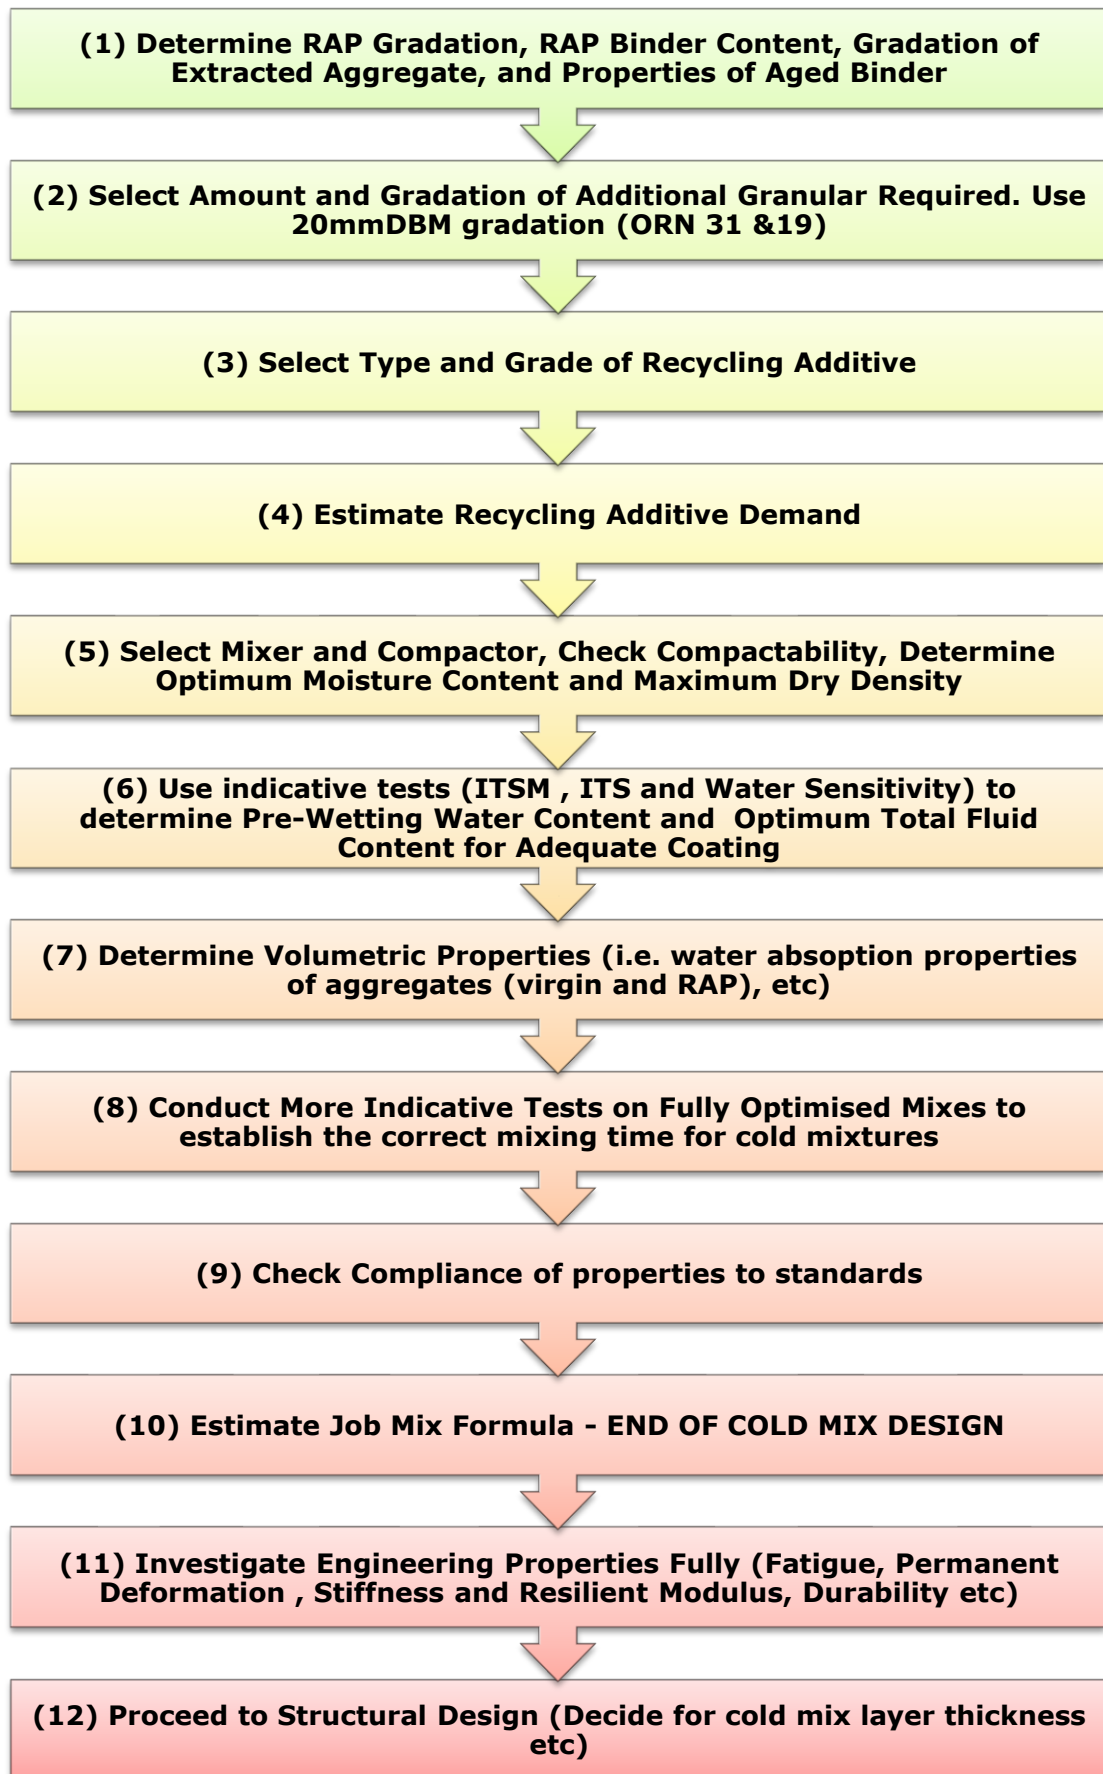 (1) Determine RAP Gradation, RAP Binder Content, Gradation of
Extracted Aggregate, and Properties of Aged Binder
(2) Select Amount and Gradation of Additional Granular Required. Use
20mmDBM gradation (ORN 31 &19)
(3) Select Type and Grade of Recycling Additive
(4) Estimate Recycling Additive Demand
(5) Select Mixer and Compactor, Check Compactability, Determine
Optimum Moisture Content and Maximum Dry Density
(6) Use indicative tests (ITSM , ITS and Water Sensitivity) to
determine Pre-Wetting Water Content and  Optimum Total Fluid
Content for Adequate Coating
(7) Determine Volumetric Properties (i.e. water absoption properties
of aggregates (virgin and RAP), etc)
(8) Conduct More Indicative Tests on Fully Optimised Mixes to
establish the correct mixing time for cold mixtures
(9) Check Compliance of properties to standards
(10) Estimate Job Mix Formula - END OF COLD MIX DESIGN
(11) Investigate Engineering Properties Fully (Fatigue, Permanent
Deformation , Stiffness and Resilient Modulus, Durability etc)
(12) Proceed to Structural Design (Decide for cold mix layer thickness
etc)